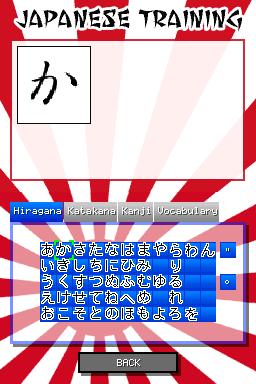 JAPANESE TRAINING
か
Hiragana Katakana Kanji Vocabulary
あかさたなはまやらわん ゛
いきしちにひみ り
うくすつぬふむゆる ゜
えけせてねへめ れ
おこそとのほもよろを
BACK